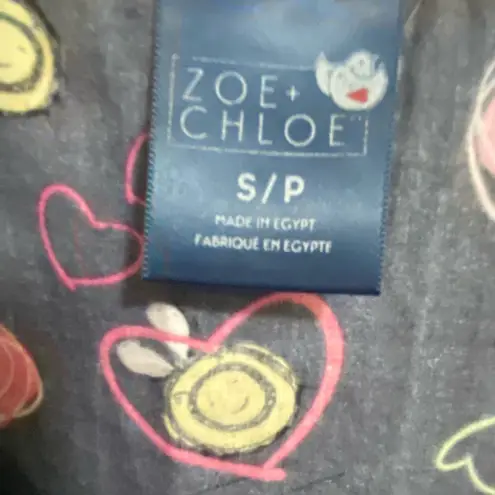 ZOE+
CHLOE
S/P
MADE IN EGYPT
FABRIQUÉ EN EGYPTE